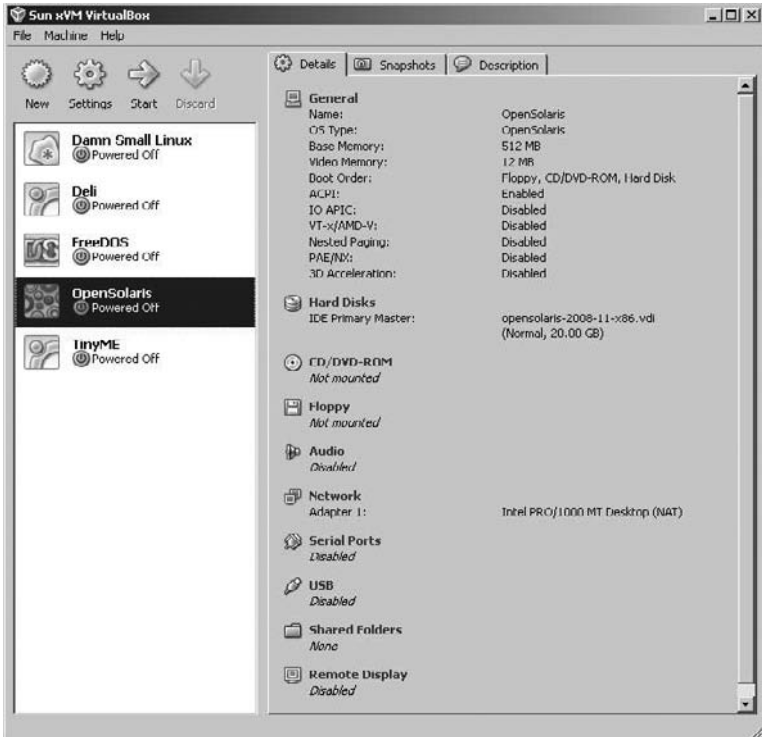 Sun xVM VirtualBox
File Machine Help
New Settings Start Discard
Damn Small Linux
Powered Off
Deli
Powered Off
FreeDOS
Powered Off
OpenSolaris
Powered Off
TinyME
Powered Off
Details Snapshots Description
General
Name: OpenSolaris
OS Type: OpenSolaris
Base Memory: 512 MB
Video Memory: 12 MB
Boot Order: Floppy, CD/DVD-ROM, Hard Disk
ACPI: Enabled
IO APIC: Disabled
VT-x/AMD-V: Disabled
Nested Paging: Disabled
PAE/NX: Disabled
3D Acceleration: Disabled
Hard Disks
IDE Primary Master: opensolaris-2008-11-x86.vdi
(Normal, 20.00 GB)
CD/DVD-ROM
Not mounted
Floppy
Not mounted
Audio
Disabled
Network
Adapter 1: Intel PRO/1000 MT Desktop (NAT)
Serial Ports
Disabled
USB
Disabled
Shared Folders
None
Remote Display
Disabled